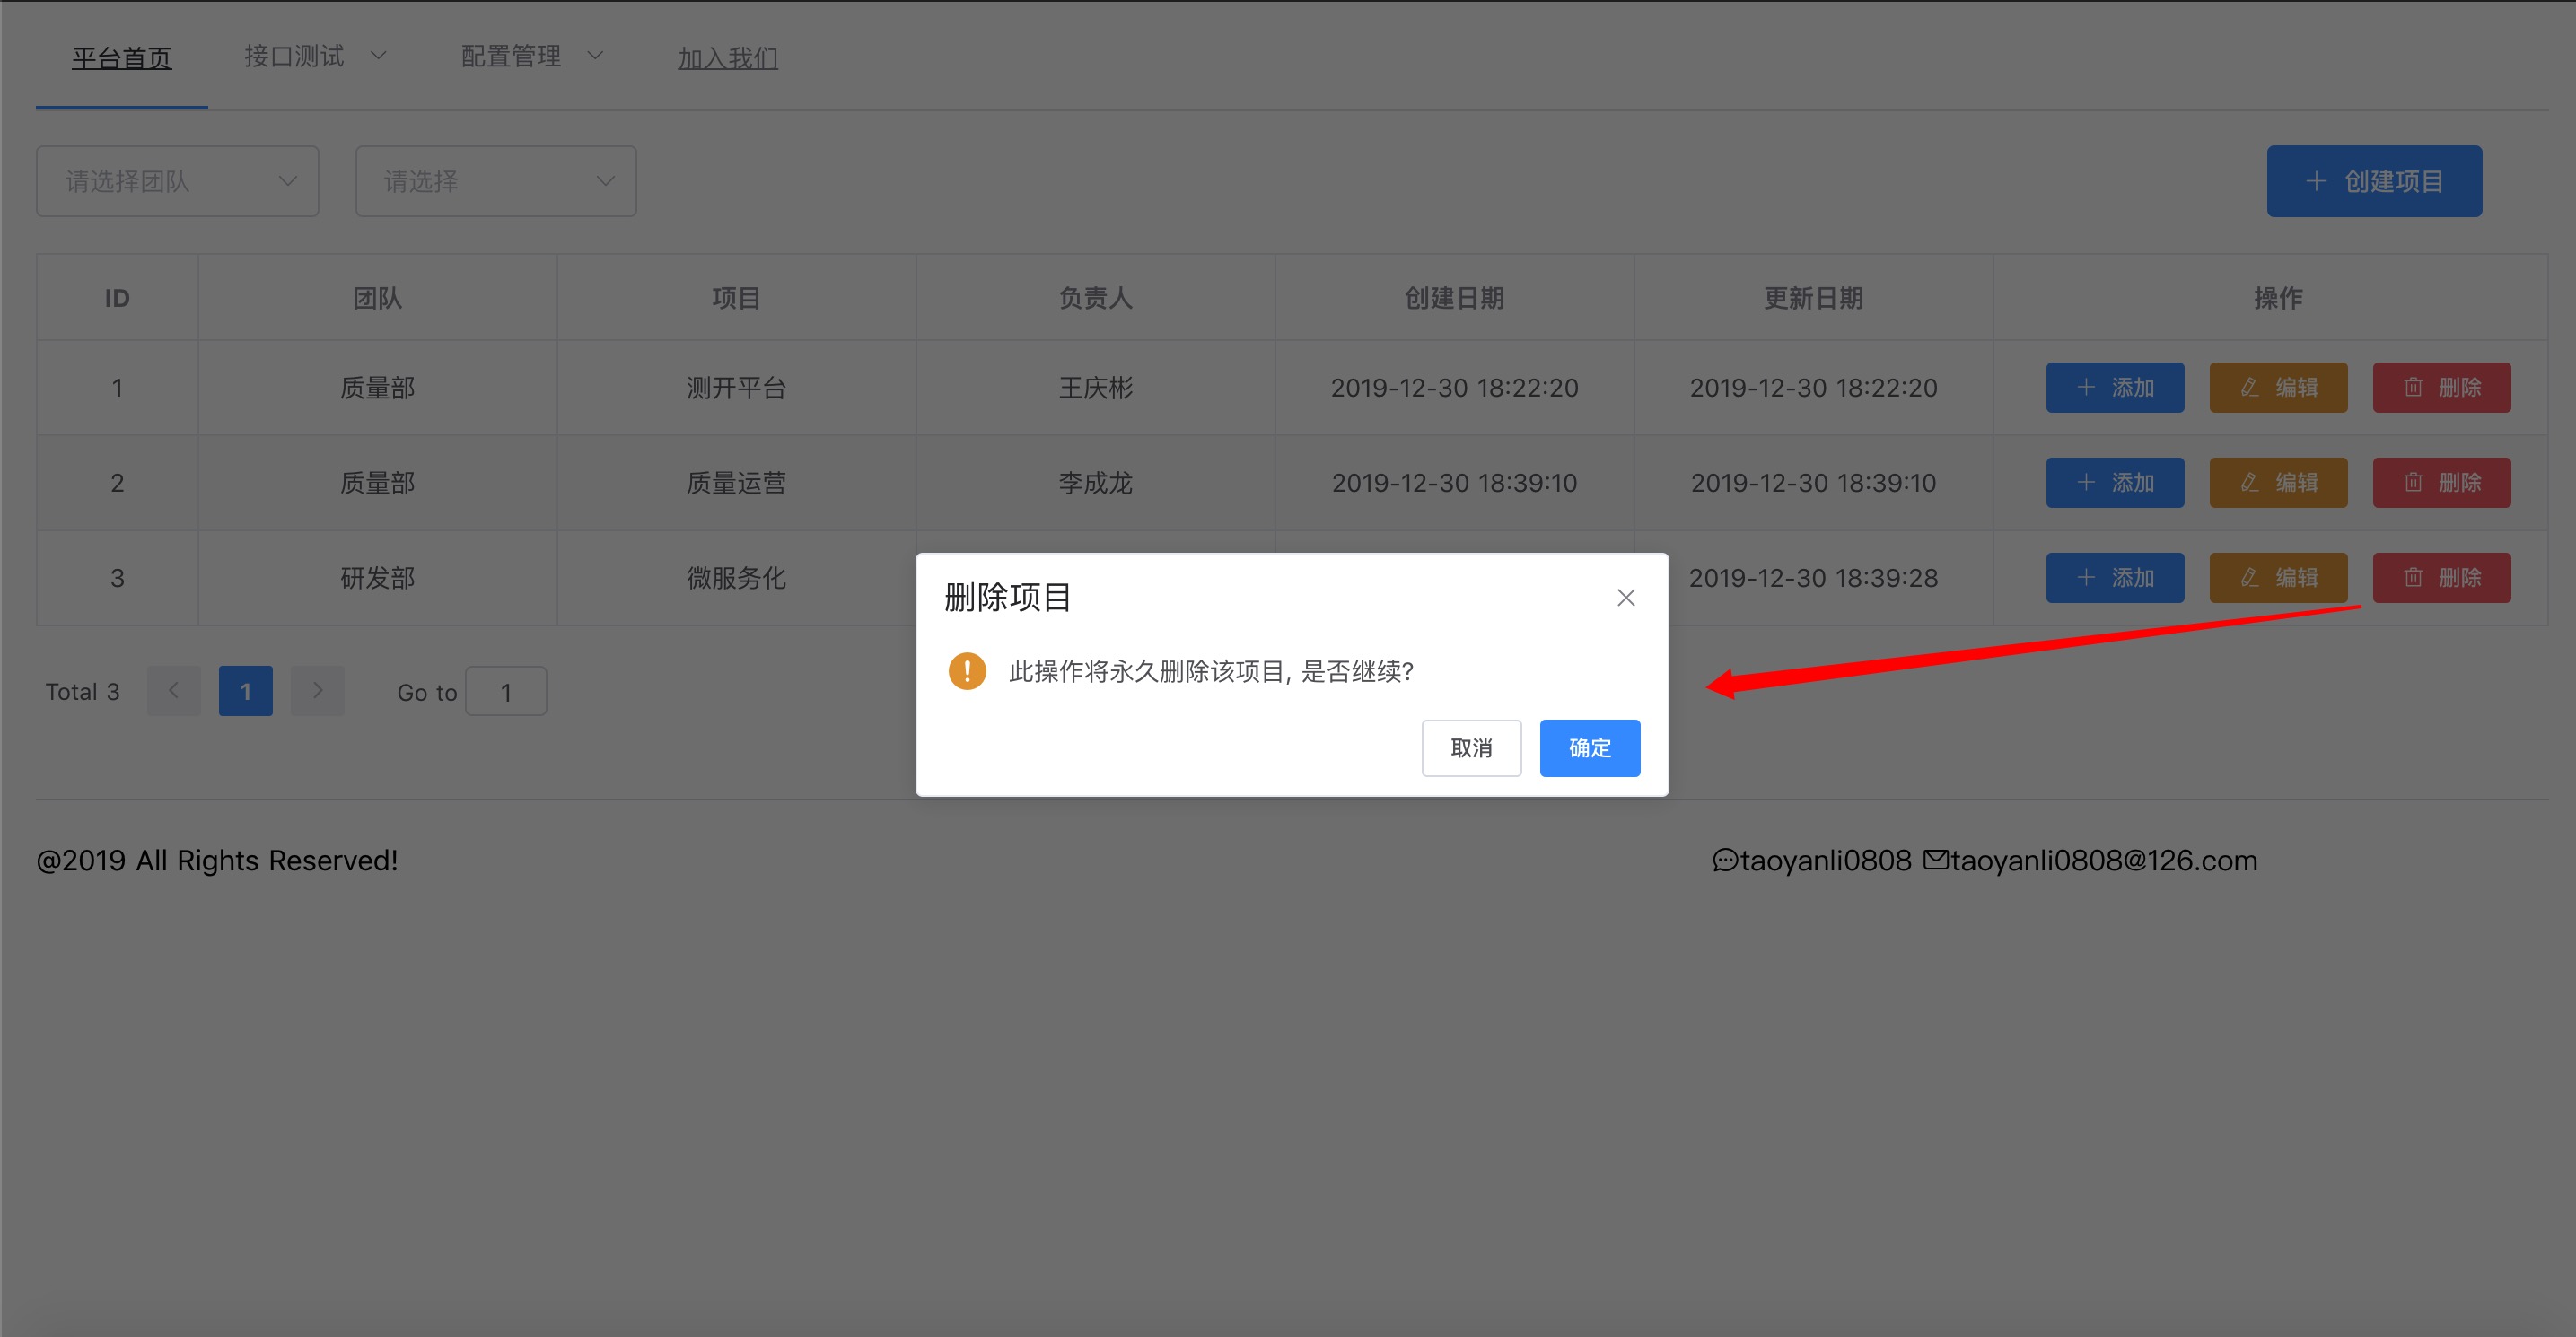 平台首页 接口测试 配置管理 加入我们
请选择团队 请选择 创建项目
ID 团队 项目 负责人 创建日期 更新日期 操作
1 质量部 测开平台 王庆彬 2019-12-30 18:22:20 2019-12-30 18:22:20 添加 编辑 删除
2 质量部 质量运营 李成龙 2019-12-30 18:39:10 2019-12-30 18:39:10 添加 编辑 删除
3 研发部 微服务化 2019-12-30 18:39:28 添加 编辑 删除
删除项目
此操作将永久删除该项目, 是否继续?
取消 确定
Total 3 1 Go to 1
@2019 All Rights Reserved! taoyanli0808 taoyanli0808@126.com